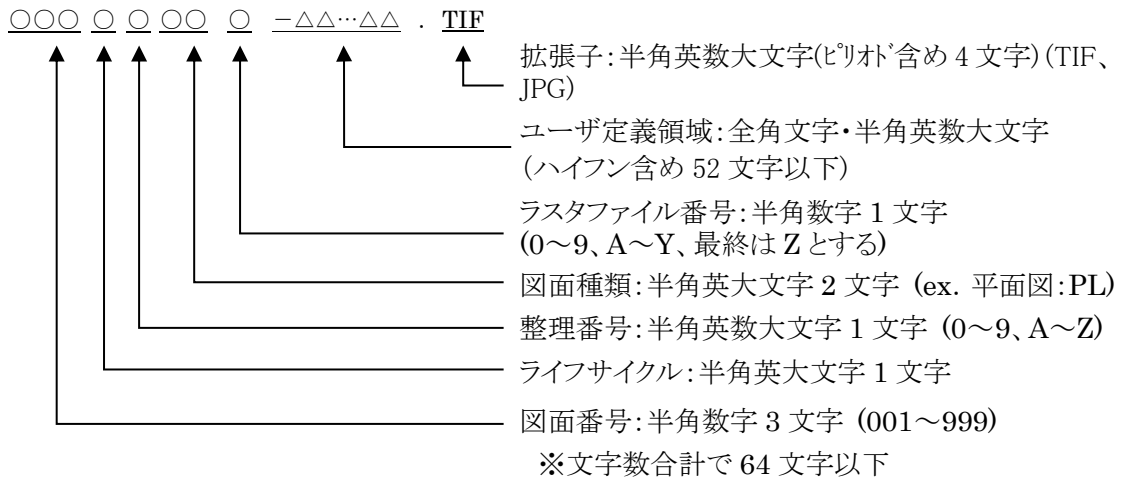 ○○○ ○ ○ ○○ ○ -△△…△△ . TIF
拡張子:半角英数大文字(ﾋﾟﾘｵﾄﾞ含め 4 文字)(TIF、
JPG)
ユーザ定義領域:全角文字・半角英数大文字
(ハイフン含め 52 文字以下)
ラスタファイル番号:半角数字 1 文字
(0～9、A～Y、最終は Z とする)
図面種類:半角英大文字 2 文字 (ex. 平面図:PL)
整理番号:半角英数大文字 1 文字 (0～9、A～Z)
ライフサイクル:半角英大文字 1 文字
図面番号:半角数字 3 文字 (001～999)
※文字数合計で 64 文字以下